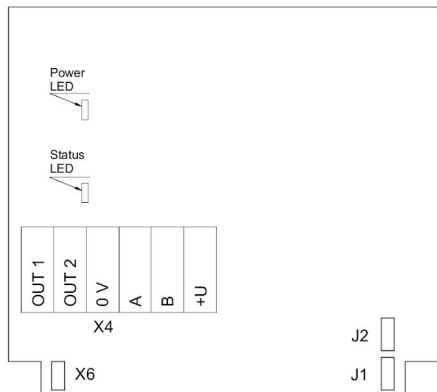 Power
LED
Status
LED
OUT 1
OUT 2
0 V
A
B
+U
X4
J2
X6
J1